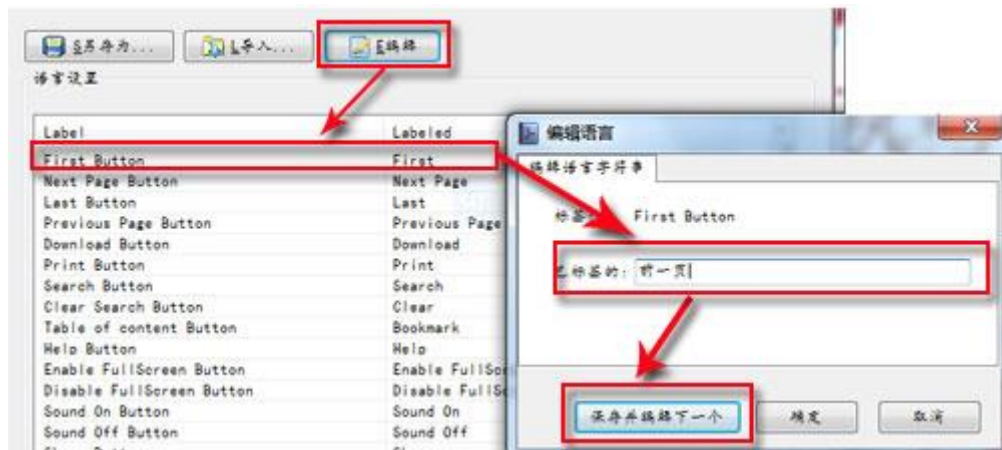 S另存为...
L导入...
E编辑
语言设置
Label Labeled
First Button First
Next Page Button Next Page
Last Button Last
Previous Page Button Previous Page
Download Button Download
Print Button Print
Search Button Search
Clear Search Button Clear
Table of content Button Bookmark
Help Button Help
Enable FullScreen Button
Disable FullScreen Button
Sound On Button Sound On
Sound Off Button Sound Off
编辑语言
编辑语言字符串
First Button
已标签的: 前一页
保存并编辑下一个
确定
取消